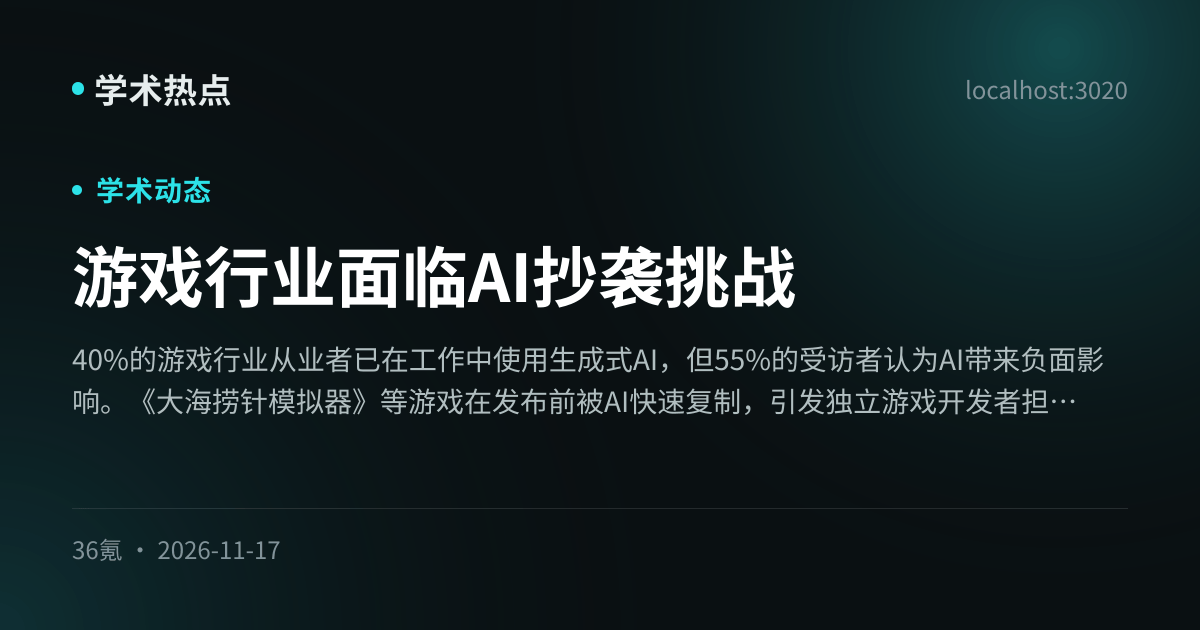 学术热点
localhost:3020
学术动态
游戏行业面临AI抄袭挑战
40%的游戏行业从业者已在工作中使用生成式AI，但55%的受访者认为AI带来负面影
响。《大海捞针模拟器》等游戏在发布前被AI快速复制，引发独立游戏开发者担…
36氪 · 2026-11-17